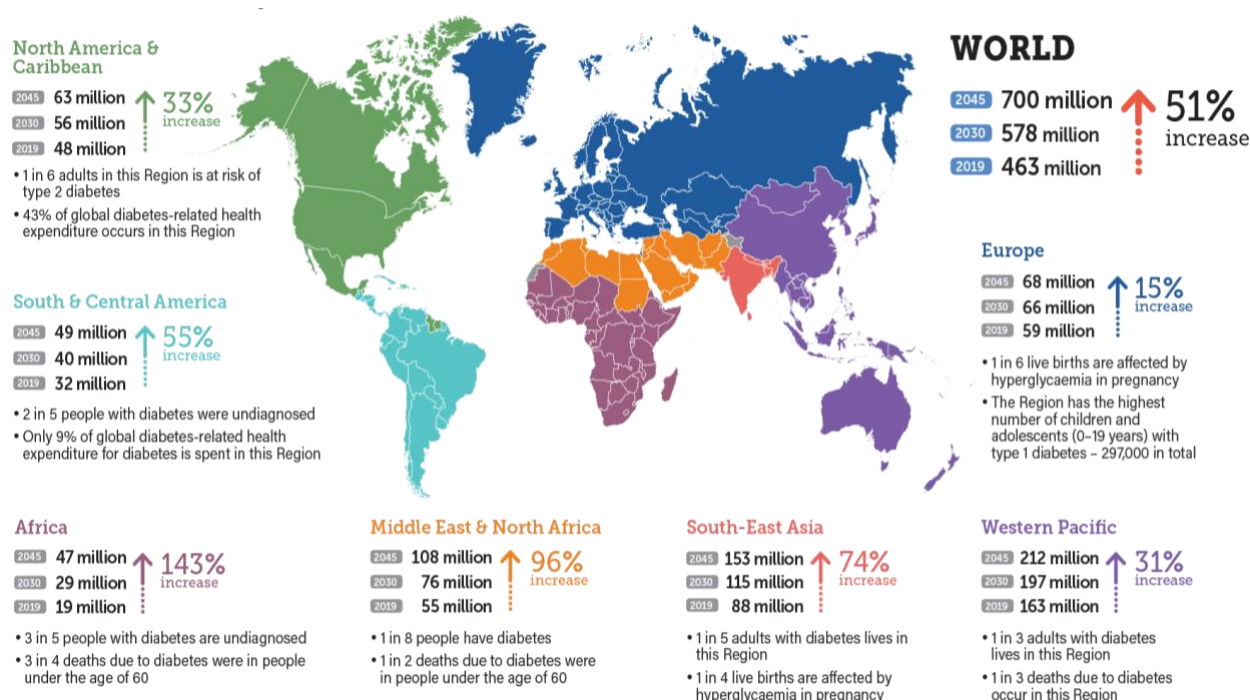 North America &
Caribbean
2045 63 million
2030 56 million
2019 48 million
33%
increase
• 1 in 6 adults in this Region is at risk of
type 2 diabetes
• 43% of global diabetes-related health
expenditure occurs in this Region
South & Central America
2045 49 million
2030 40 million
2019 32 million
55%
increase
• 2 in 5 people with diabetes were undiagnosed
• Only 9% of global diabetes-related health
expenditure for diabetes is spent in this Region
WORLD
2045 700 million
2030 578 million
2019 463 million
51%
increase
Europe
2045 68 million
2030 66 million
2019 59 million
15%
increase
• 1 in 6 live births are affected by
hyperglycaemia in pregnancy
• The Region has the highest
number of children and
adolescents (0–19 years) with
type 1 diabetes – 297,000 in total
Africa
2045 47 million
2030 29 million
2019 19 million
143%
increase
• 3 in 5 people with diabetes are undiagnosed
• 3 in 4 deaths due to diabetes were in people
under the age of 60
Middle East & North Africa
2045 108 million
2030 76 million
2019 55 million
96%
increase
• 1 in 8 people have diabetes
• 1 in 2 deaths due to diabetes were
in people under the age of 60
South-East Asia
2045 153 million
2030 115 million
2019 88 million
74%
increase
• 1 in 5 adults with diabetes lives in
this Region
• 1 in 4 live births are affected by
hyperglycaemia in pregnancy
Western Pacific
2045 212 million
2030 197 million
2019 163 million
31%
increase
• 1 in 3 adults with diabetes
lives in this Region
• 1 in 3 deaths due to diabetes
occur in this Region